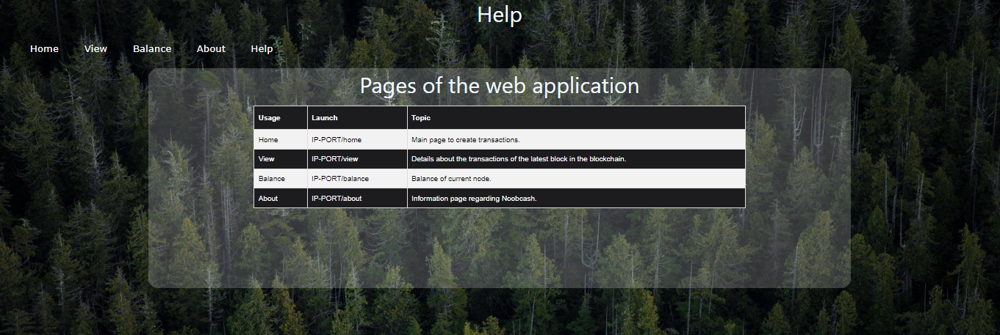 Help
Home View Balance About Help
Pages of the web application
Usage Launch Topic
Home IP-PORT/home Main page to create transactions.
View IP-PORT/view Details about the transactions of the latest block in the blockchain.
Balance IP-PORT/balance Balance of current node.
About IP-PORT/about Information page regarding Noobcash.